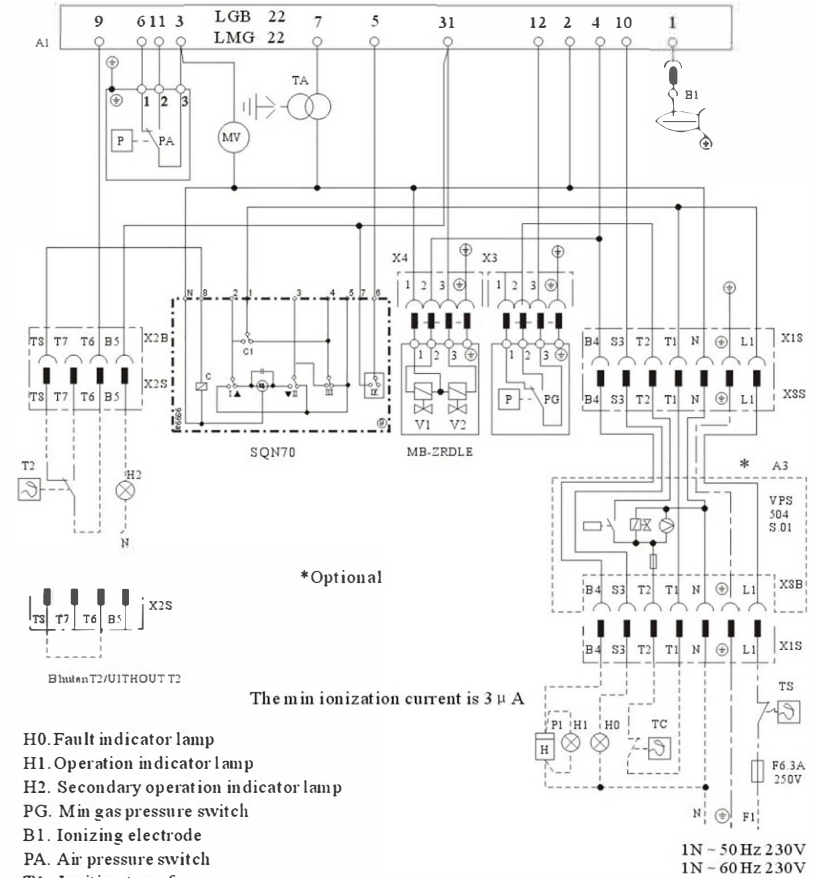 LGB 22
9 6 11 3 7 5 31 12 2 4 10 1
LMG 22
A1
TA
B1
1 2 3
P PA
MV
X4 X3
1 2 3 1 2 3
N 8 2 1 3 4 5 7 6
T8 T7 T6 B5 X2B
C1
B4 S3 T2 T1 N L1 X1S
1 2 3 1 2 3
X2S
C
T8 T7 T6 B5
I II III IX
P PG
B4 S3 T2 T1 N L1 X8S
V1 V2
SQN70 MB-ZRDLE
T2
H2
N
* A3
VPS
504
S.01
*Optional
X8B
B4 S3 T2 T1 N L1
X2S
T8 T7 T6 B5
B4 S3 T2 T1 N L1 X1S
BhutanT2/UITHOUT T2
The min ionization current is 3 μ A
TS
P1 H1 H0 TC
H
F6.3A
250V
N F1
H0.Fault indicator lamp
H1.Operation indicator lamp
H2. Secondary operation indicator lamp
PG. Min gas pressure switch
B1. Ionizing electrode
PA. Air pressure switch
1N ~ 50 Hz 230V
1N ~ 60 Hz 230V